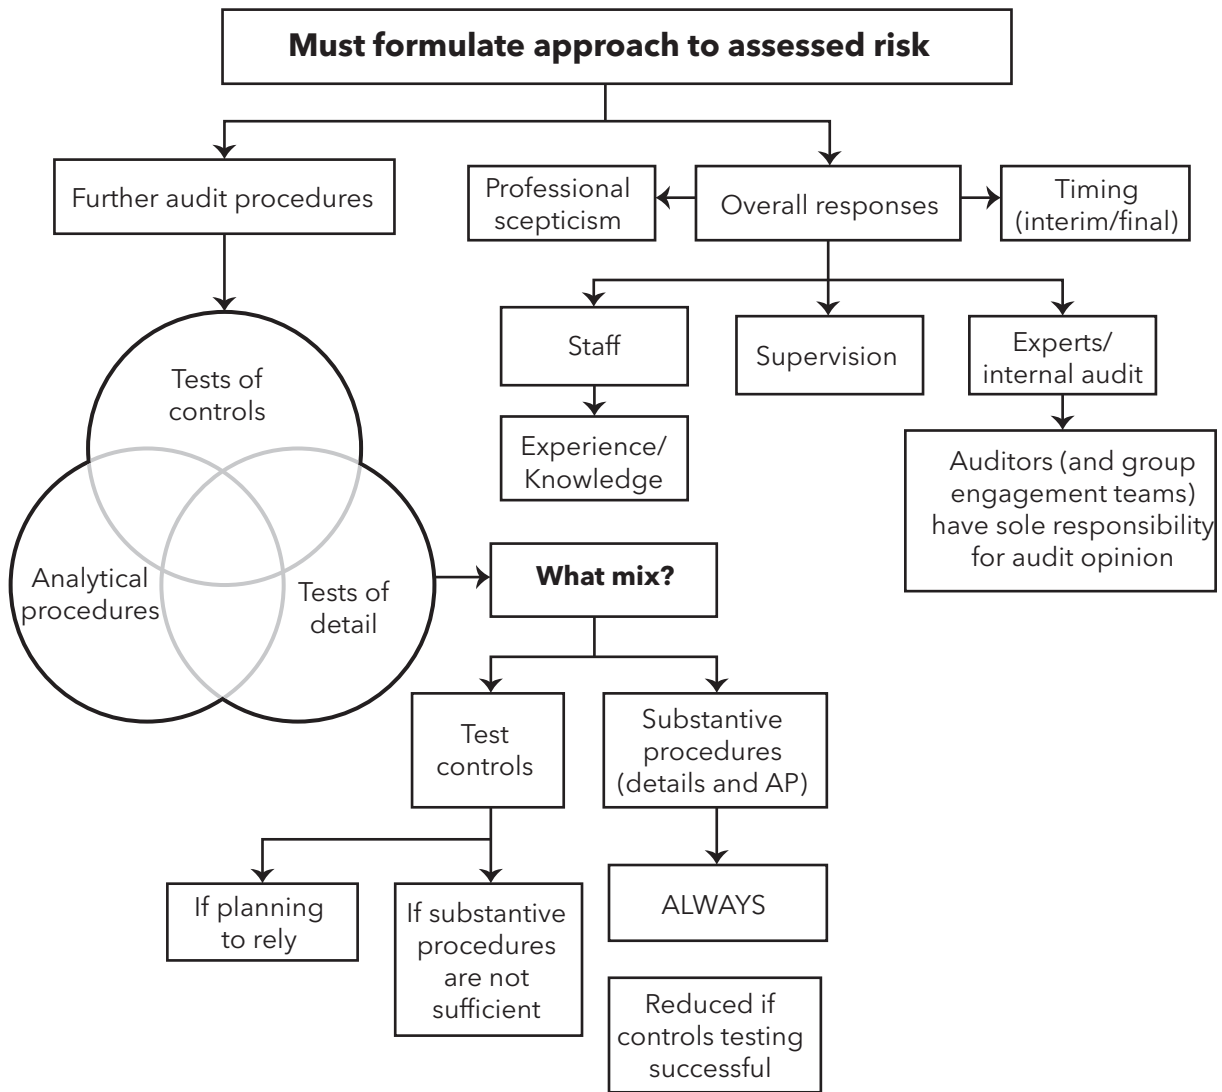 Must formulate approach to assessed risk
Further audit procedures
Professional
scepticism
Overall responses
Timing
(interim/final)
Staff
Supervision
Experts/
internal audit
Experience/
Knowledge
Auditors (and group
engagement teams)
have sole responsibility
for audit opinion
Tests of
controls
Analytical
procedures
Tests of
detail
What mix?
Test
controls
Substantive
procedures
(details and AP)
If planning
to rely
If substantive
procedures
are not
sufficient
ALWAYS
Reduced if
controls testing
successful